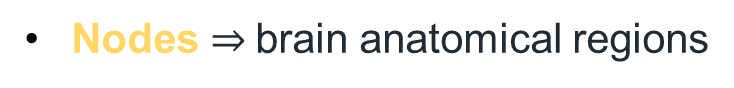 • Nodes ⇒ brain anatomical regions